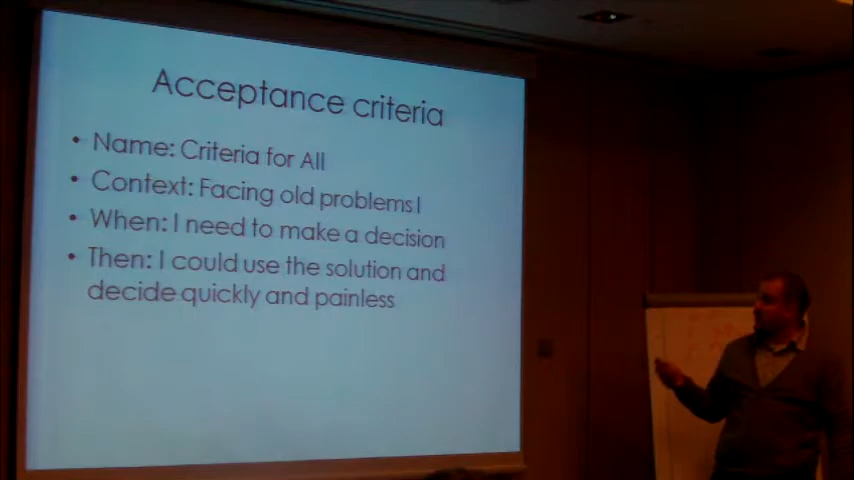 Acceptance criteria
• Name: Criteria for All
• Context: Facing old problems I
• When: I need to make a decision
• Then: I could use the solution and
decide quickly and painless